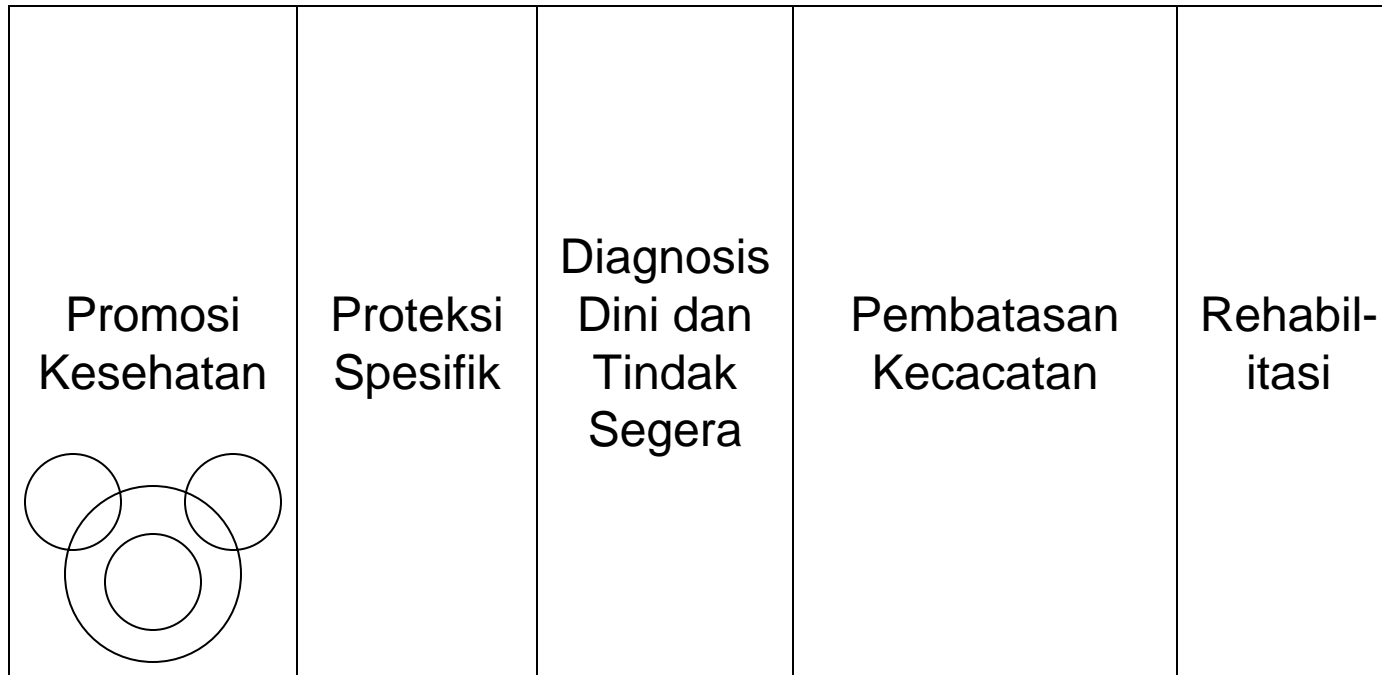 Promosi
Kesehatan
Proteksi
Spesifik
Diagnosis
Dini dan
Tindak
Segera
Pembatasan
Kecacatan
Rehabil-
itasi